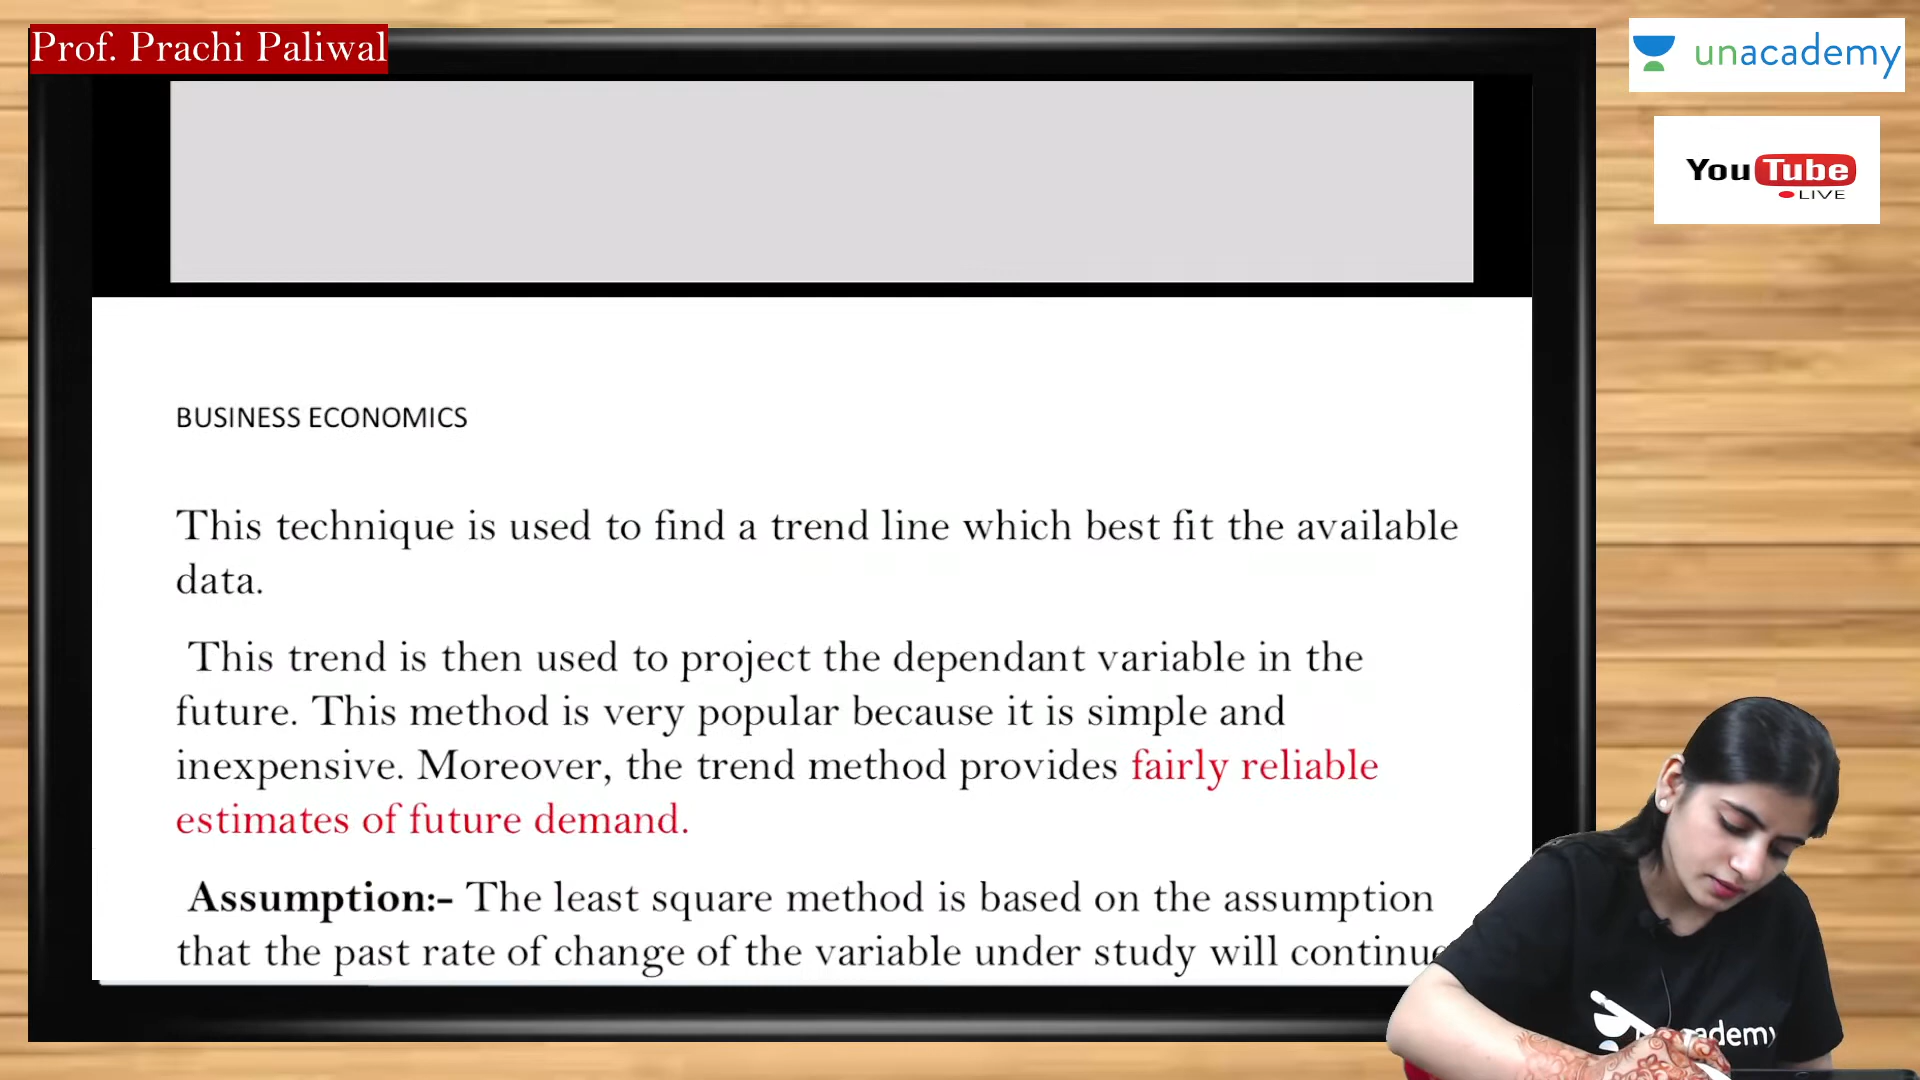 Prof. Prachi Paliwal
unacademy
YouTube
LIVE
BUSINESS ECONOMICS
This technique is used to find a trend line which best fit the available
data.
This trend is then used to project the dependant variable in the
future. This method is very popular because it is simple and
inexpensive. Moreover, the trend method provides fairly reliable
estimates of future demand.
Assumption:- The least square method is based on the assumption
that the past rate of change of the variable under study will continue